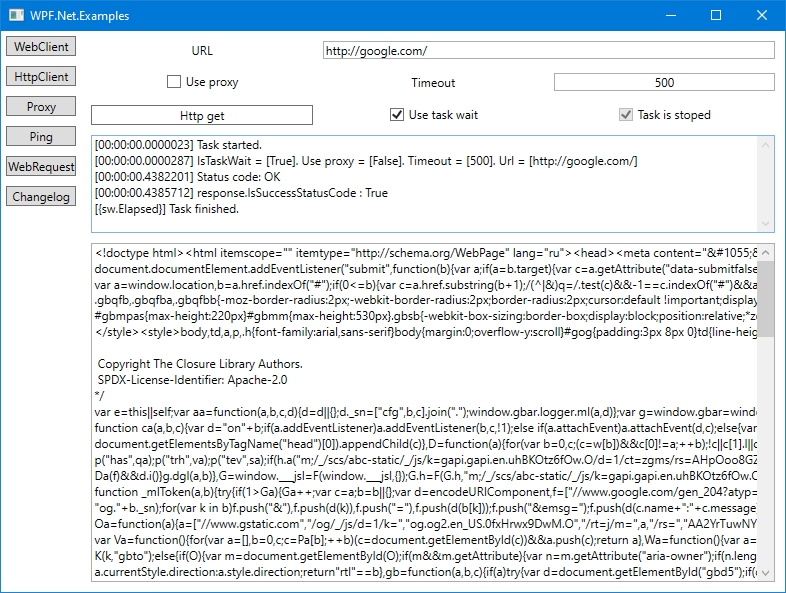 WPF.Net.Examples
WebClient
URL
http://google.com/
HttpClient
Use proxy
Timeout
500
Proxy
Http get
Use task wait
Task is stoped
Ping
WebRequest
Changelog
[00:00:00.0000023] Task started.
[00:00:00.0000287] IsTaskWait = [True]. Use proxy = [False]. Timeout = [500]. Url = [http://google.com/]
[00:00:00.4382201] Status code: OK
[00:00:00.4385712] response.IsSuccessStatusCode : True
[{sw.Elapsed}] Task finished.
<!doctype html><html itemscope="" itemtype="http://schema.org/WebPage" lang="ru"><head><meta content="&#1055;&
document.documentElement.addEventListener("submit",function(b){var a;if(a=b.target){var c=a.getAttribute("data-submitfalse
var a=window.location,b=a.href.indexOf("#");if(0<=b){var c=a.href.substring(b+1);/(^|&)q=/.test(c)&&-1==c.indexOf("#")&&a
.gbqfb,.gbqfba,.gbqfbb{-moz-border-radius:2px;-webkit-border-radius:2px;border-radius:2px;cursor:default !important;display
#gbmpas{max-height:220px}#gbmm{max-height:530px}.gbsb{-webkit-box-sizing:border-box;display:block;position:relative;*zo
</style><style>body,td,a,p,.h{font-family:arial,sans-serif}body{margin:0;overflow-y:scroll}#gog{padding:3px 8px 0}td{line-heig
Copyright The Closure Library Authors.
SPDX-License-Identifier: Apache-2.0
*/
var e=this||self;var aa=function(a,b,c,d){d=d||{};d._sn=["cfg",b,c].join(".");window.gbar.logger.ml(a,d)};var g=window.gbar=wind
function ca(a,b,c){var d="on"+b;if(a.addEventListener)a.addEventListener(b,c,!1);else if(a.attachEvent)a.attachEvent(d,c);else{var
document.getElementsByTagName("head")[0]).appendChild(c)},D=function(a){for(var b=0,c;(c=w[b])&&c[0]!=a;++b);!c||c[1].l||c
p("has",qa);p("trh",va);p("tev",sa);if(h.a("m;/_/scs/abc-static/_/js/k=gapi.gapi.en.uhBKOtz6fOw.O/d=1/ct=zgms/rs=AHpOoo8GZ
Da(f)&&d.i()}g.dgl(a,b)},G=window.___jsl,{});G.h=F(window.___jsl,{});G.h=F(G.h,"m;/_/scs/abc-static/_/js/k=gapi.gapi.en.uhBKOtz6fOw.O
function _mlToken(a,b){try{if(1>Ga){Ga++;var c=a;b=b||{};var d=encodeURIComponent,f=["//www.google.com/gen_204?atyp=
"og."+b._sn);for(var k in b)f.push("&"),f.push(d(k)),f.push("="),f.push(d(b[k]));f.push("&emsg=");f.push(d(c.name+":"+c.message
Oa=function(a){a=["//www.gstatic.com","/og/_/js/d=1/k=","og.og2.en_US.0fxHrwx9DwM.O","/rt=j/m=",a,"/rs=","AA2YrTuwNY
var Va=function(){for(var a=[],b=0,c;c=Pa[b];++b)(c=document.getElementById(c))&&a.push(c);return a},Wa=function(){var a=
K(k,"gbto");else{if(O){var m=document.getElementById(O);if(m&&m.getAttribute){var n=m.getAttribute("aria-owner");if(n.leng
a.currentStyle.direction:a.style.direction;return"rtl"==b},gb=function(a,b,c){if(a)try{var d=document.getElementById("gbd5");if(